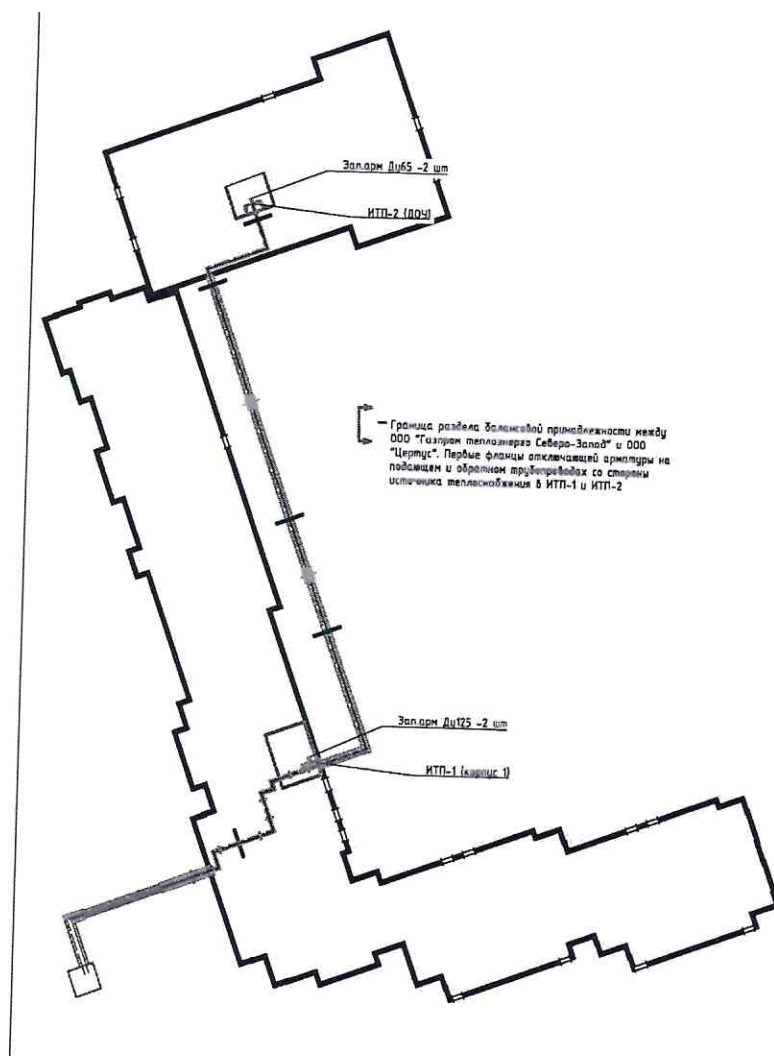 Зап.арм Ду65 -2 шт
ИТП-2 (ДОУ)
— Граница раздела балансовой принадлежности между
ООО "Газпром теплоэнерго Северо-Запад" и ООО
"Цертус". Первые фланцы отключающей арматуры на
подающем и обратном трубопроводах со стороны
источника теплоснабжения в ИТП-1 и ИТП-2
Зап.арм Ду125 -2 шт
ИТП-1 (корпус 1)